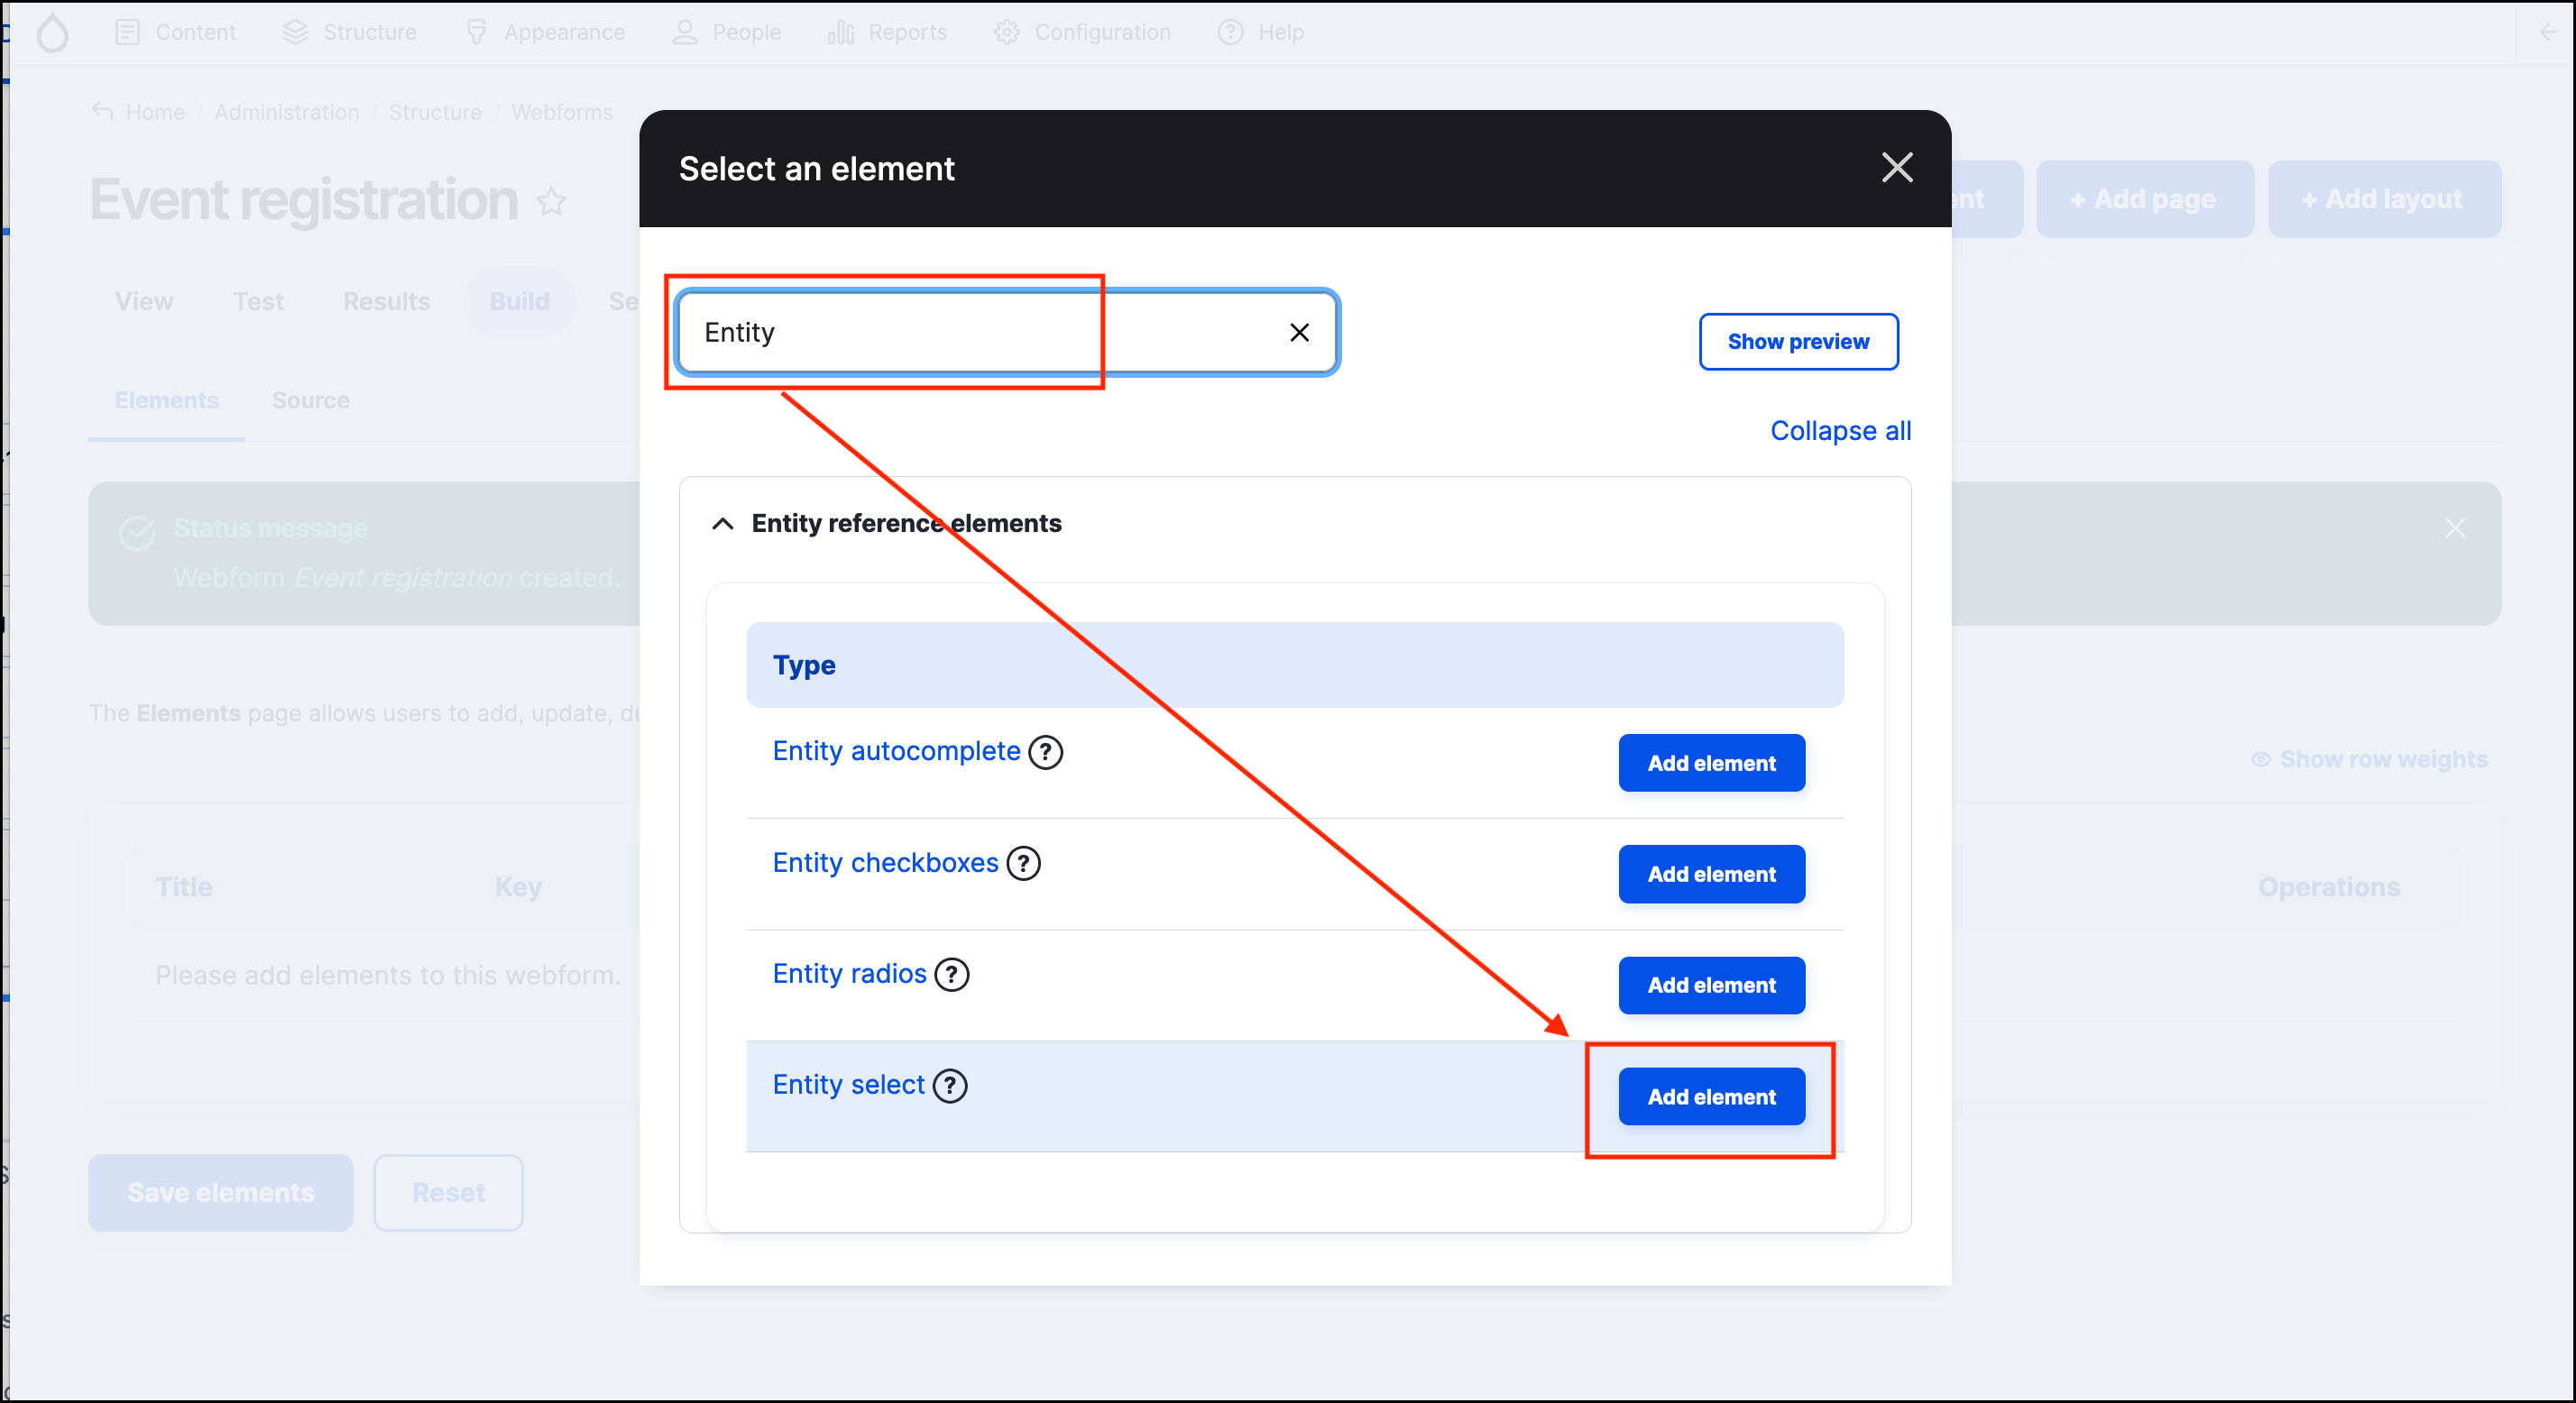 Content Structure Appearance People Reports Configuration Help
Home / Administration / Structure / Webforms
Select an element
Event registration
+ Add page + Add layout
View Test Results Build
Entity
Show preview
Elements Source
Collapse all
Entity reference elements
Status message
Webform Event registration created.
Type
The Elements page allows users to add, update,
Entity autocomplete ? Add element
Show row weights
Entity checkboxes ? Add element
Title Key Operations
Please add elements to this webform.
Entity radios ? Add element
Entity select ? Add element
Save elements Reset